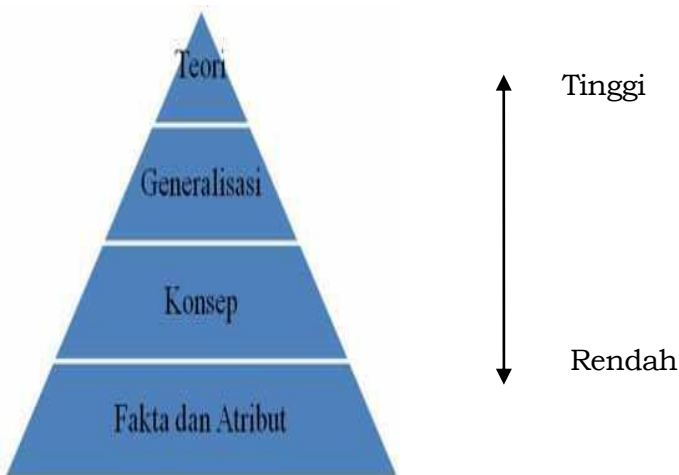 Teori
Tinggi
Generalisasi
Konsep
Rendah
Fakta dan Atribut